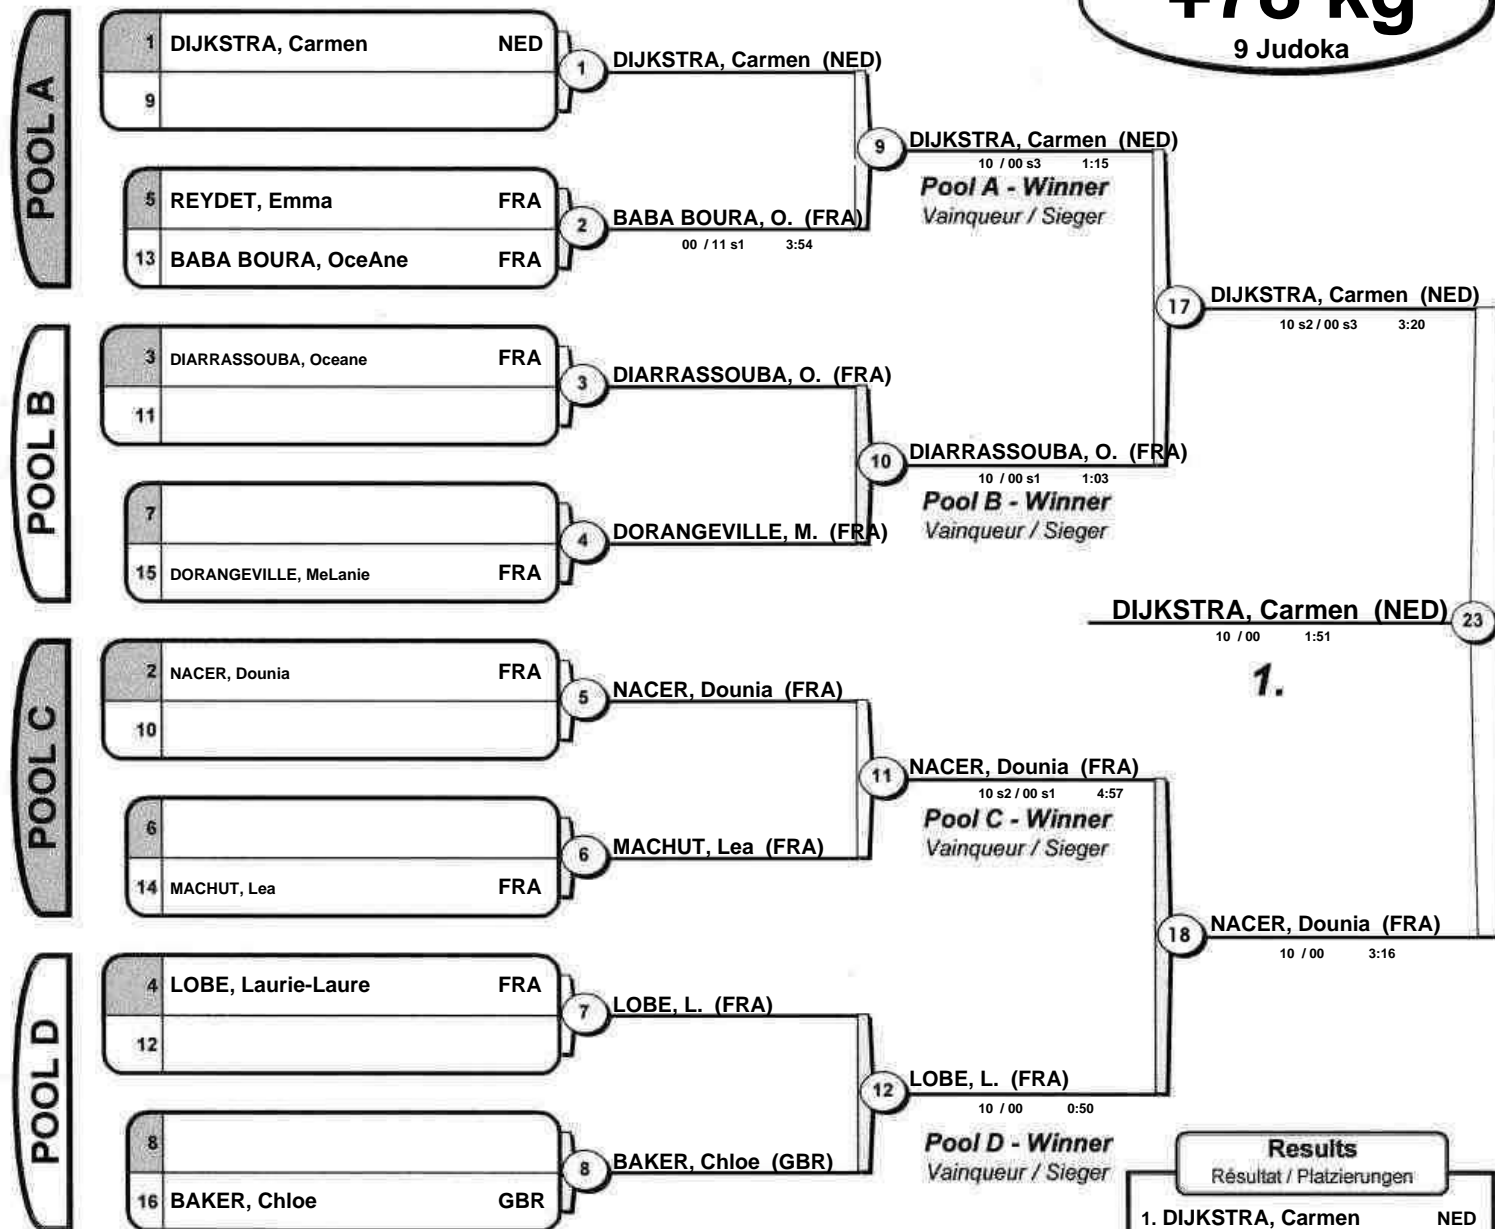 +78 kg
9 Judoka
POOL A
1 DIJKSTRA, Carmen NED
9
5 REYDET, Emma FRA
13 BABA BOURA, OceAne FRA
1 DIJKSTRA, Carmen (NED)
2 BABA BOURA, O. (FRA)
00 / 11 s1 3:54
9 DIJKSTRA, Carmen (NED)
10 / 00 s3 1:15
Pool A - Winner
Vainqueur / Sieger
POOL B
3 DIARRASSOUBA, Oceane FRA
11
7
15 DORANGEVILLE, MeLanie FRA
3 DIARRASSOUBA, O. (FRA)
4 DORANGEVILLE, M. (FRA)
10 DIARRASSOUBA, O. (FRA)
10 / 00 s1 1:03
Pool B - Winner
Vainqueur / Sieger
17 DIJKSTRA, Carmen (NED)
10 s2 / 00 s3 3:20
DIJKSTRA, Carmen (NED) 23
10 / 00 1:51
1.
POOL C
2 NACER, Dounia FRA
10
6
14 MACHUT, Lea FRA
5 NACER, Dounia (FRA)
6 MACHUT, Lea (FRA)
11 NACER, Dounia (FRA)
10 s2 / 00 s1 4:57
Pool C - Winner
Vainqueur / Sieger
18 NACER, Dounia (FRA)
10 / 00 3:16
POOL D
4 LOBE, Laurie-Laure FRA
12
8
16 BAKER, Chloe GBR
7 LOBE, L. (FRA)
8 BAKER, Chloe (GBR)
12 LOBE, L. (FRA)
10 / 00 0:50
Pool D - Winner
Vainqueur / Sieger
Results
Résultat / Platzierungen
1. DIJKSTRA, Carmen NED